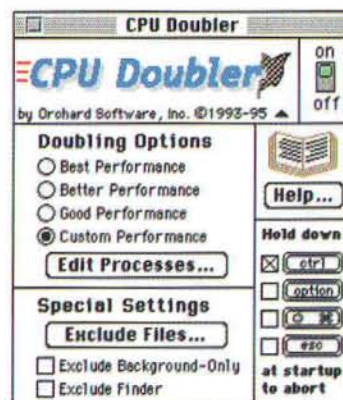 CPU Doubler
CPU Doubler
by Orchard Software, Inc. ©1993-95
on
off
Doubling Options
Best Performance
Better Performance
Good Performance
Custom Performance
Edit Processes...
Special Settings
Exclude Files...
Exclude Background-Only
Exclude Finder
Help...
Hold down
ctrl
option
⌘
esc
at startup
to abort